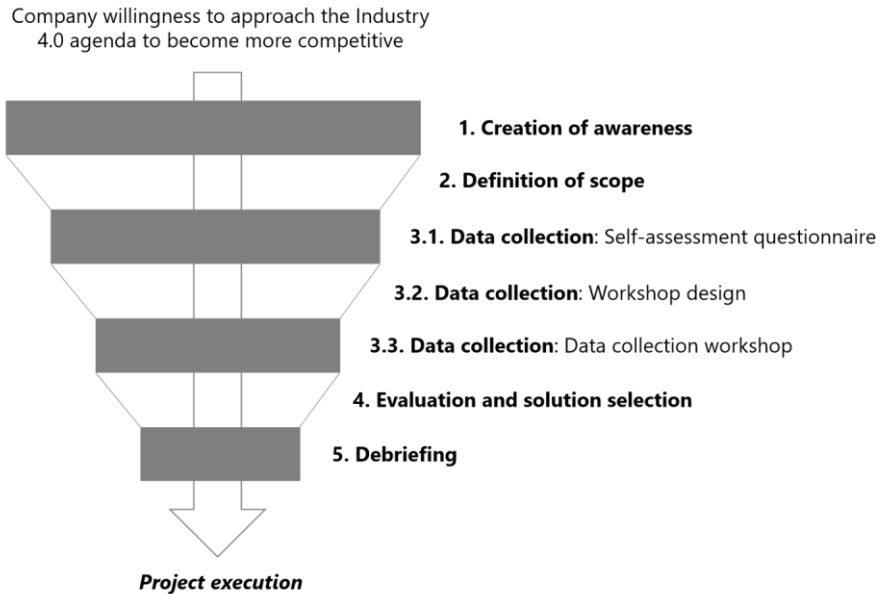 Company willingness to approach the Industry
4.0 agenda to become more competitive
1. Creation of awareness
2. Definition of scope
3.1. Data collection: Self-assessment questionnaire
3.2. Data collection: Workshop design
3.3. Data collection: Data collection workshop
4. Evaluation and solution selection
5. Debriefing
Project execution